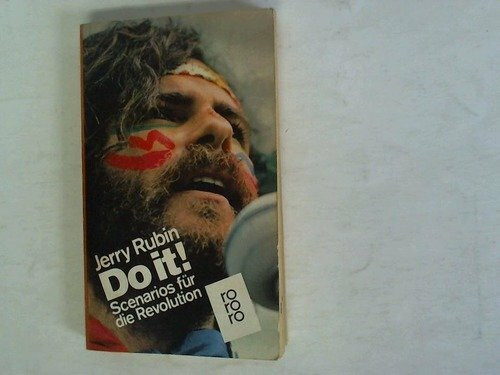 Jerry Rubin
Do it!
Scenarios für
die Revolution
ro
ro
ro